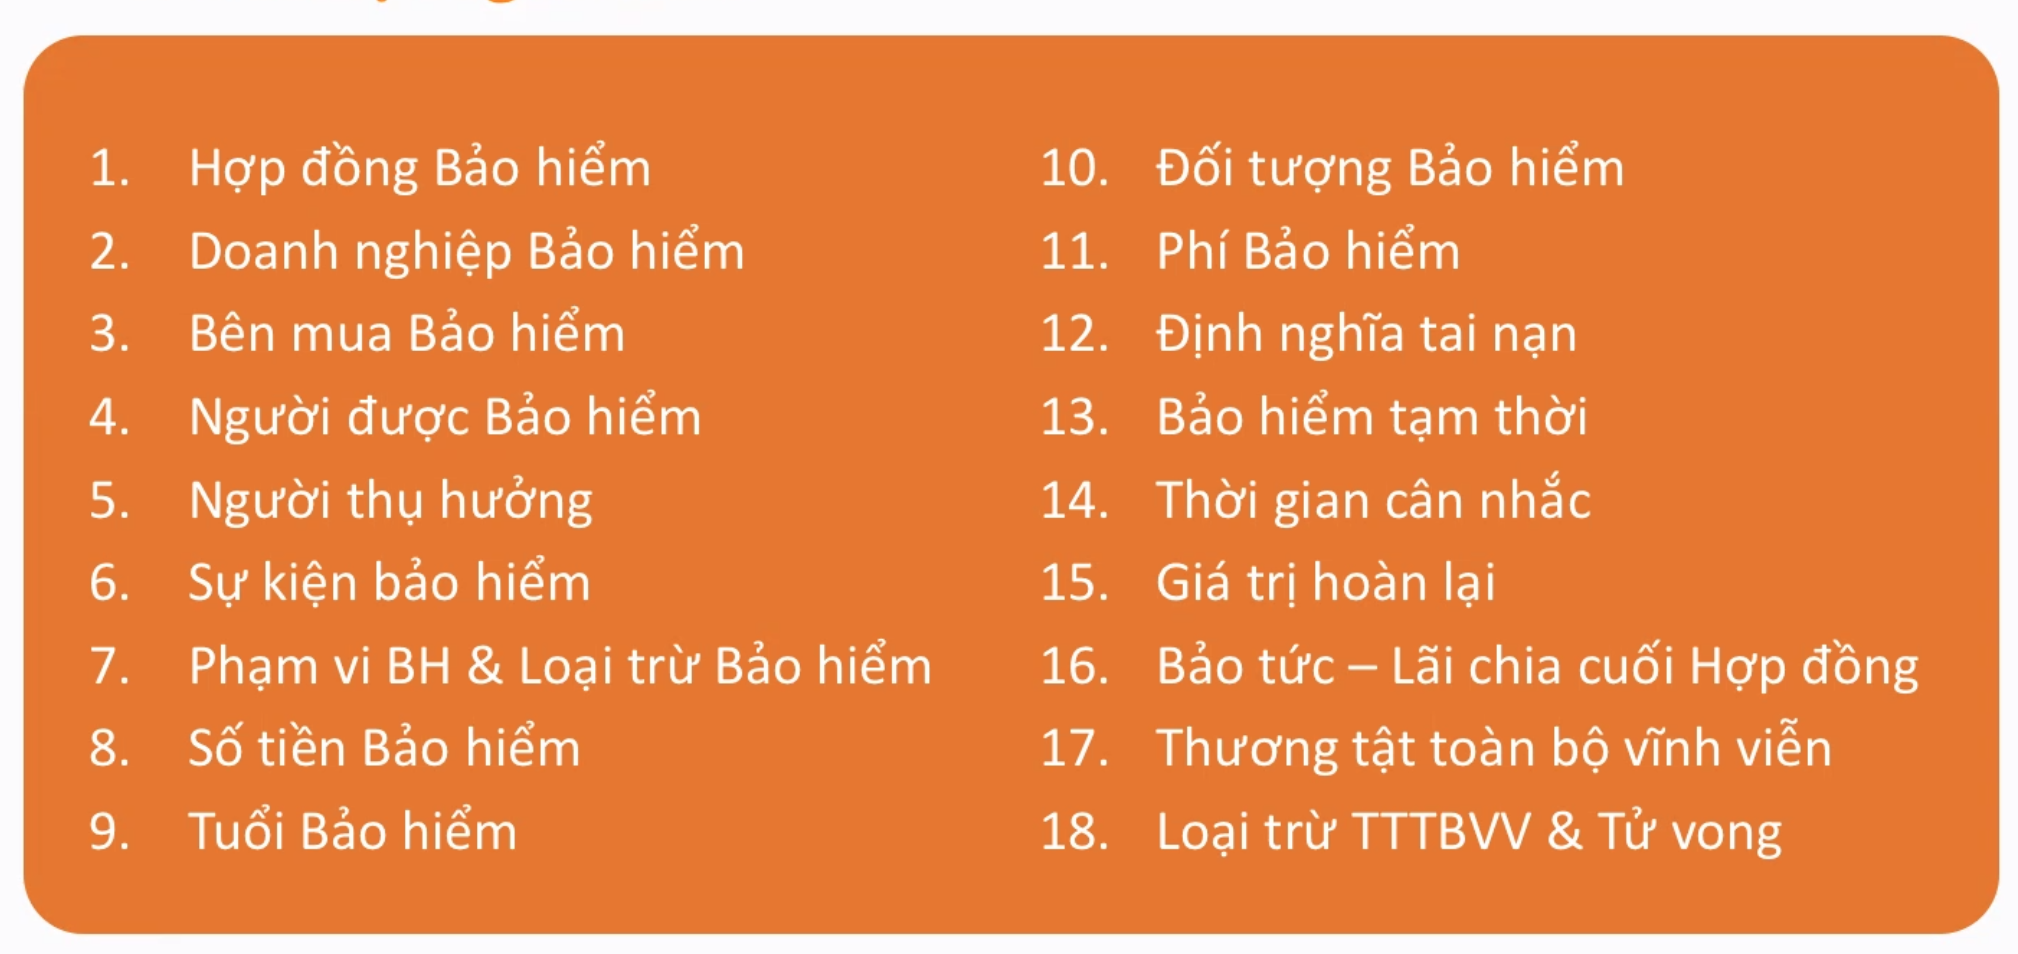 1. Hợp đồng Bảo hiểm
2. Doanh nghiệp Bảo hiểm
3. Bên mua Bảo hiểm
4. Người được Bảo hiểm
5. Người thụ hưởng
6. Sự kiện bảo hiểm
7. Phạm vi BH & Loại trừ Bảo hiểm
8. Số tiền Bảo hiểm
9. Tuổi Bảo hiểm
10. Đối tượng Bảo hiểm
11. Phí Bảo hiểm
12. Định nghĩa tai nạn
13. Bảo hiểm tạm thời
14. Thời gian cân nhắc
15. Giá trị hoàn lại
16. Bảo tức – Lãi chia cuối Hợp đồng
17. Thương tật toàn bộ vĩnh viễn
18. Loại trừ TTTBVV & Tử vong